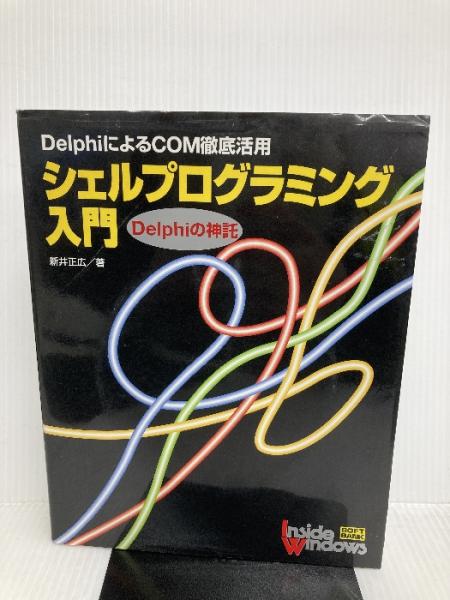 DelphiによるCOM徹底活用
シェルプログラミング
入門
Delphiの神託
新井正広／著
Inside
Windows
SOFT
BANK